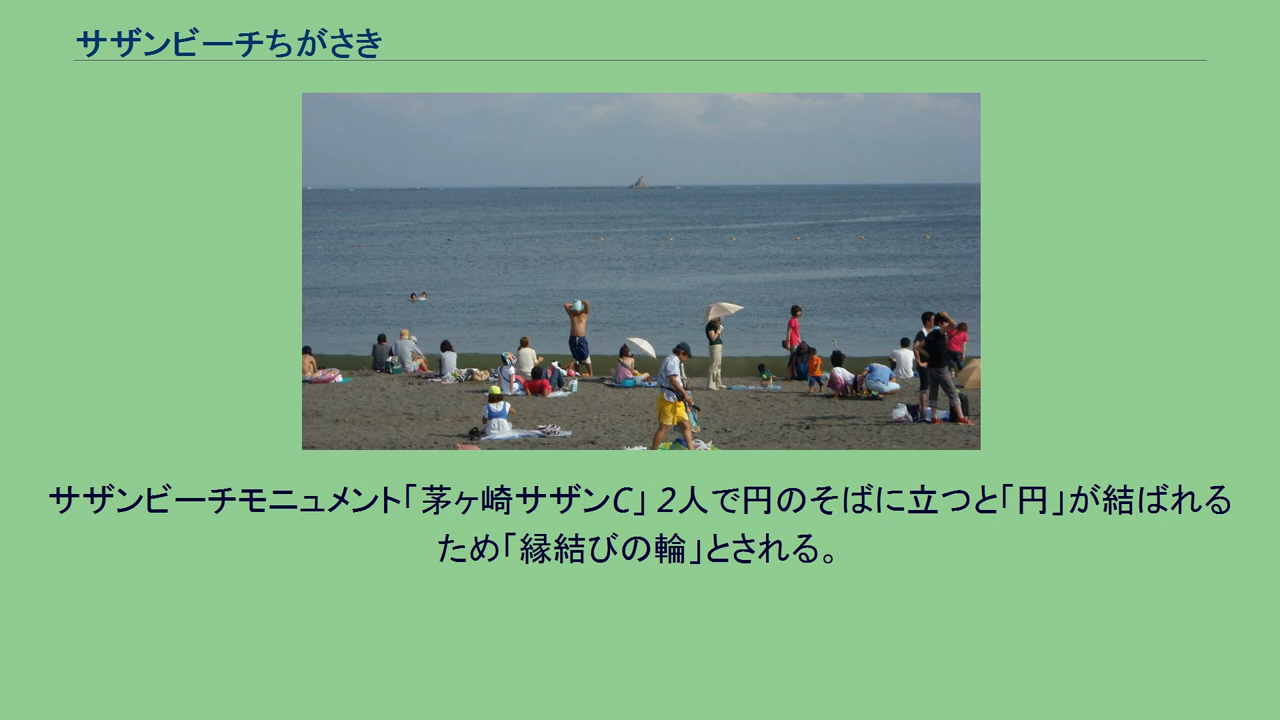 サザンビーチちがさき
サザンビーチモニュメント「茅ヶ崎サザンC」 2人で円のそばに立つと「円」が結ばれる
ため「縁結びの輪」とされる。